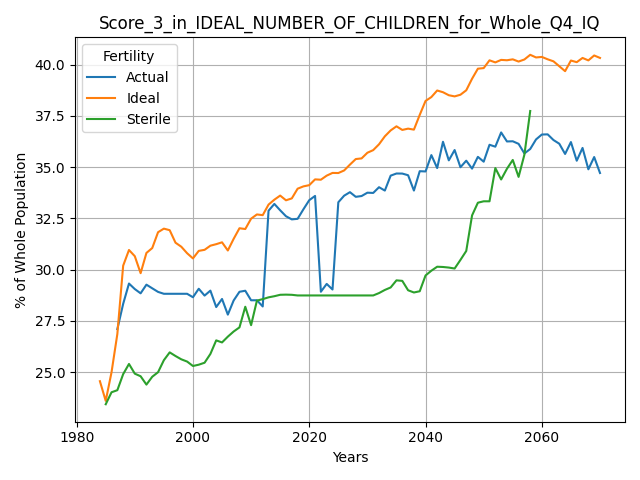 Score_3_in_IDEAL_NUMBER_OF_CHILDREN_for_Whole_Q4_IQ
Fertility
Actual
Ideal
Sterile
% of Whole Population
40.0
37.5
35.0
32.5
30.0
27.5
25.0
1980
2000
2020
2040
2060
Years